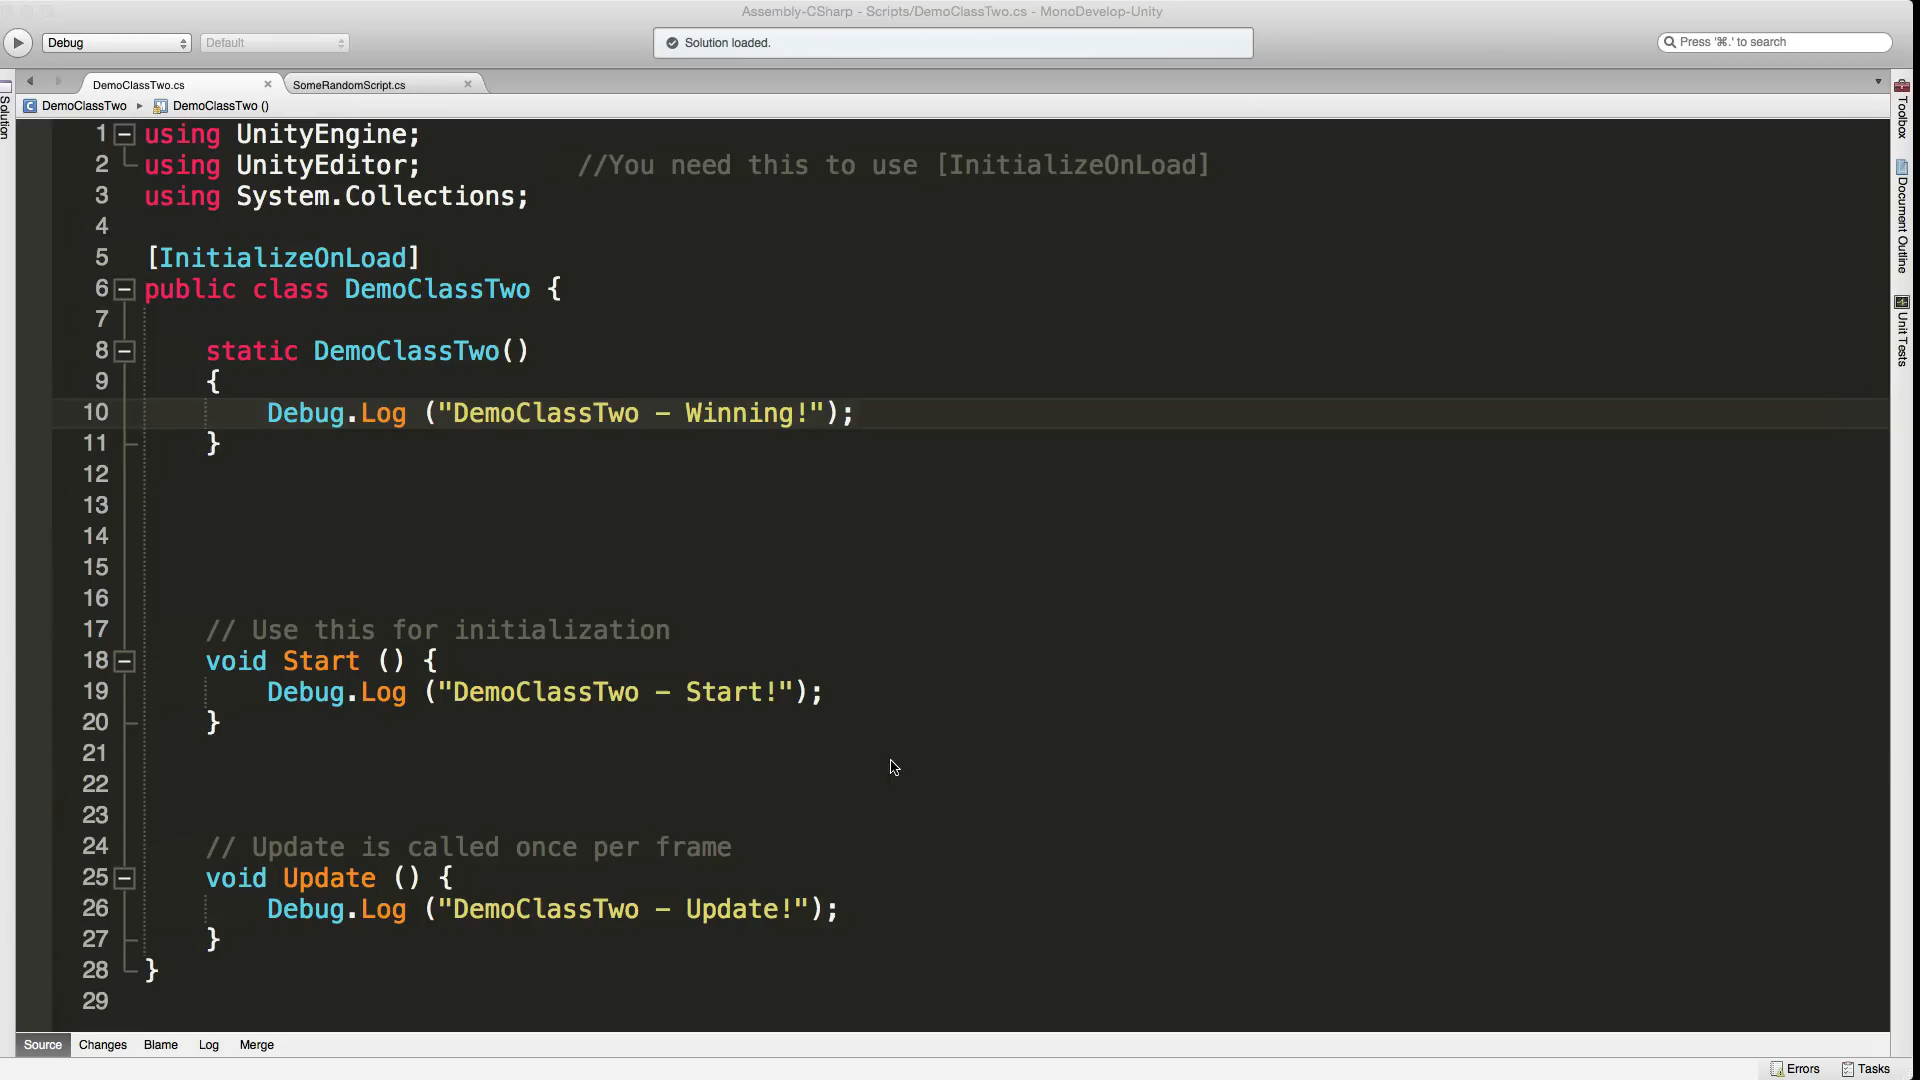 Assembly-CSharp - Scripts/DemoClassTwo.cs - MonoDevelop-Unity
Debug
Default
Solution loaded.
Press '⌘.' to search
DemoClassTwo.cs
SomeRandomScript.cs
DemoClassTwo
DemoClassTwo ()
Solution
Toolbox
Document Outline
Unit Tests
1 using UnityEngine;
2 using UnityEditor; //You need this to use [InitializeOnLoad]
3 using System.Collections;
4
5 [InitializeOnLoad]
6 public class DemoClassTwo {
7
8 static DemoClassTwo()
9 {
10 Debug.Log ("DemoClassTwo - Winning!");
11 }
12
13
14
15
16
17 // Use this for initialization
18 void Start () {
19 Debug.Log ("DemoClassTwo - Start!");
20 }
21
22
23
24 // Update is called once per frame
25 void Update () {
26 Debug.Log ("DemoClassTwo - Update!");
27 }
28 }
29
Source Changes Blame Log Merge
Errors Tasks